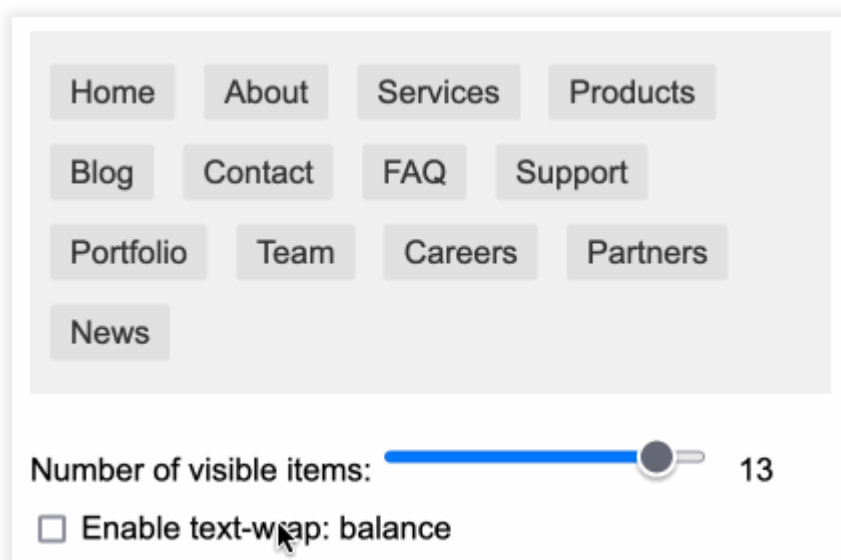 Home About Services Products
Blog Contact FAQ Support
Portfolio Team Careers Partners
News
Number of visible items: 13
Enable text-wrap: balance